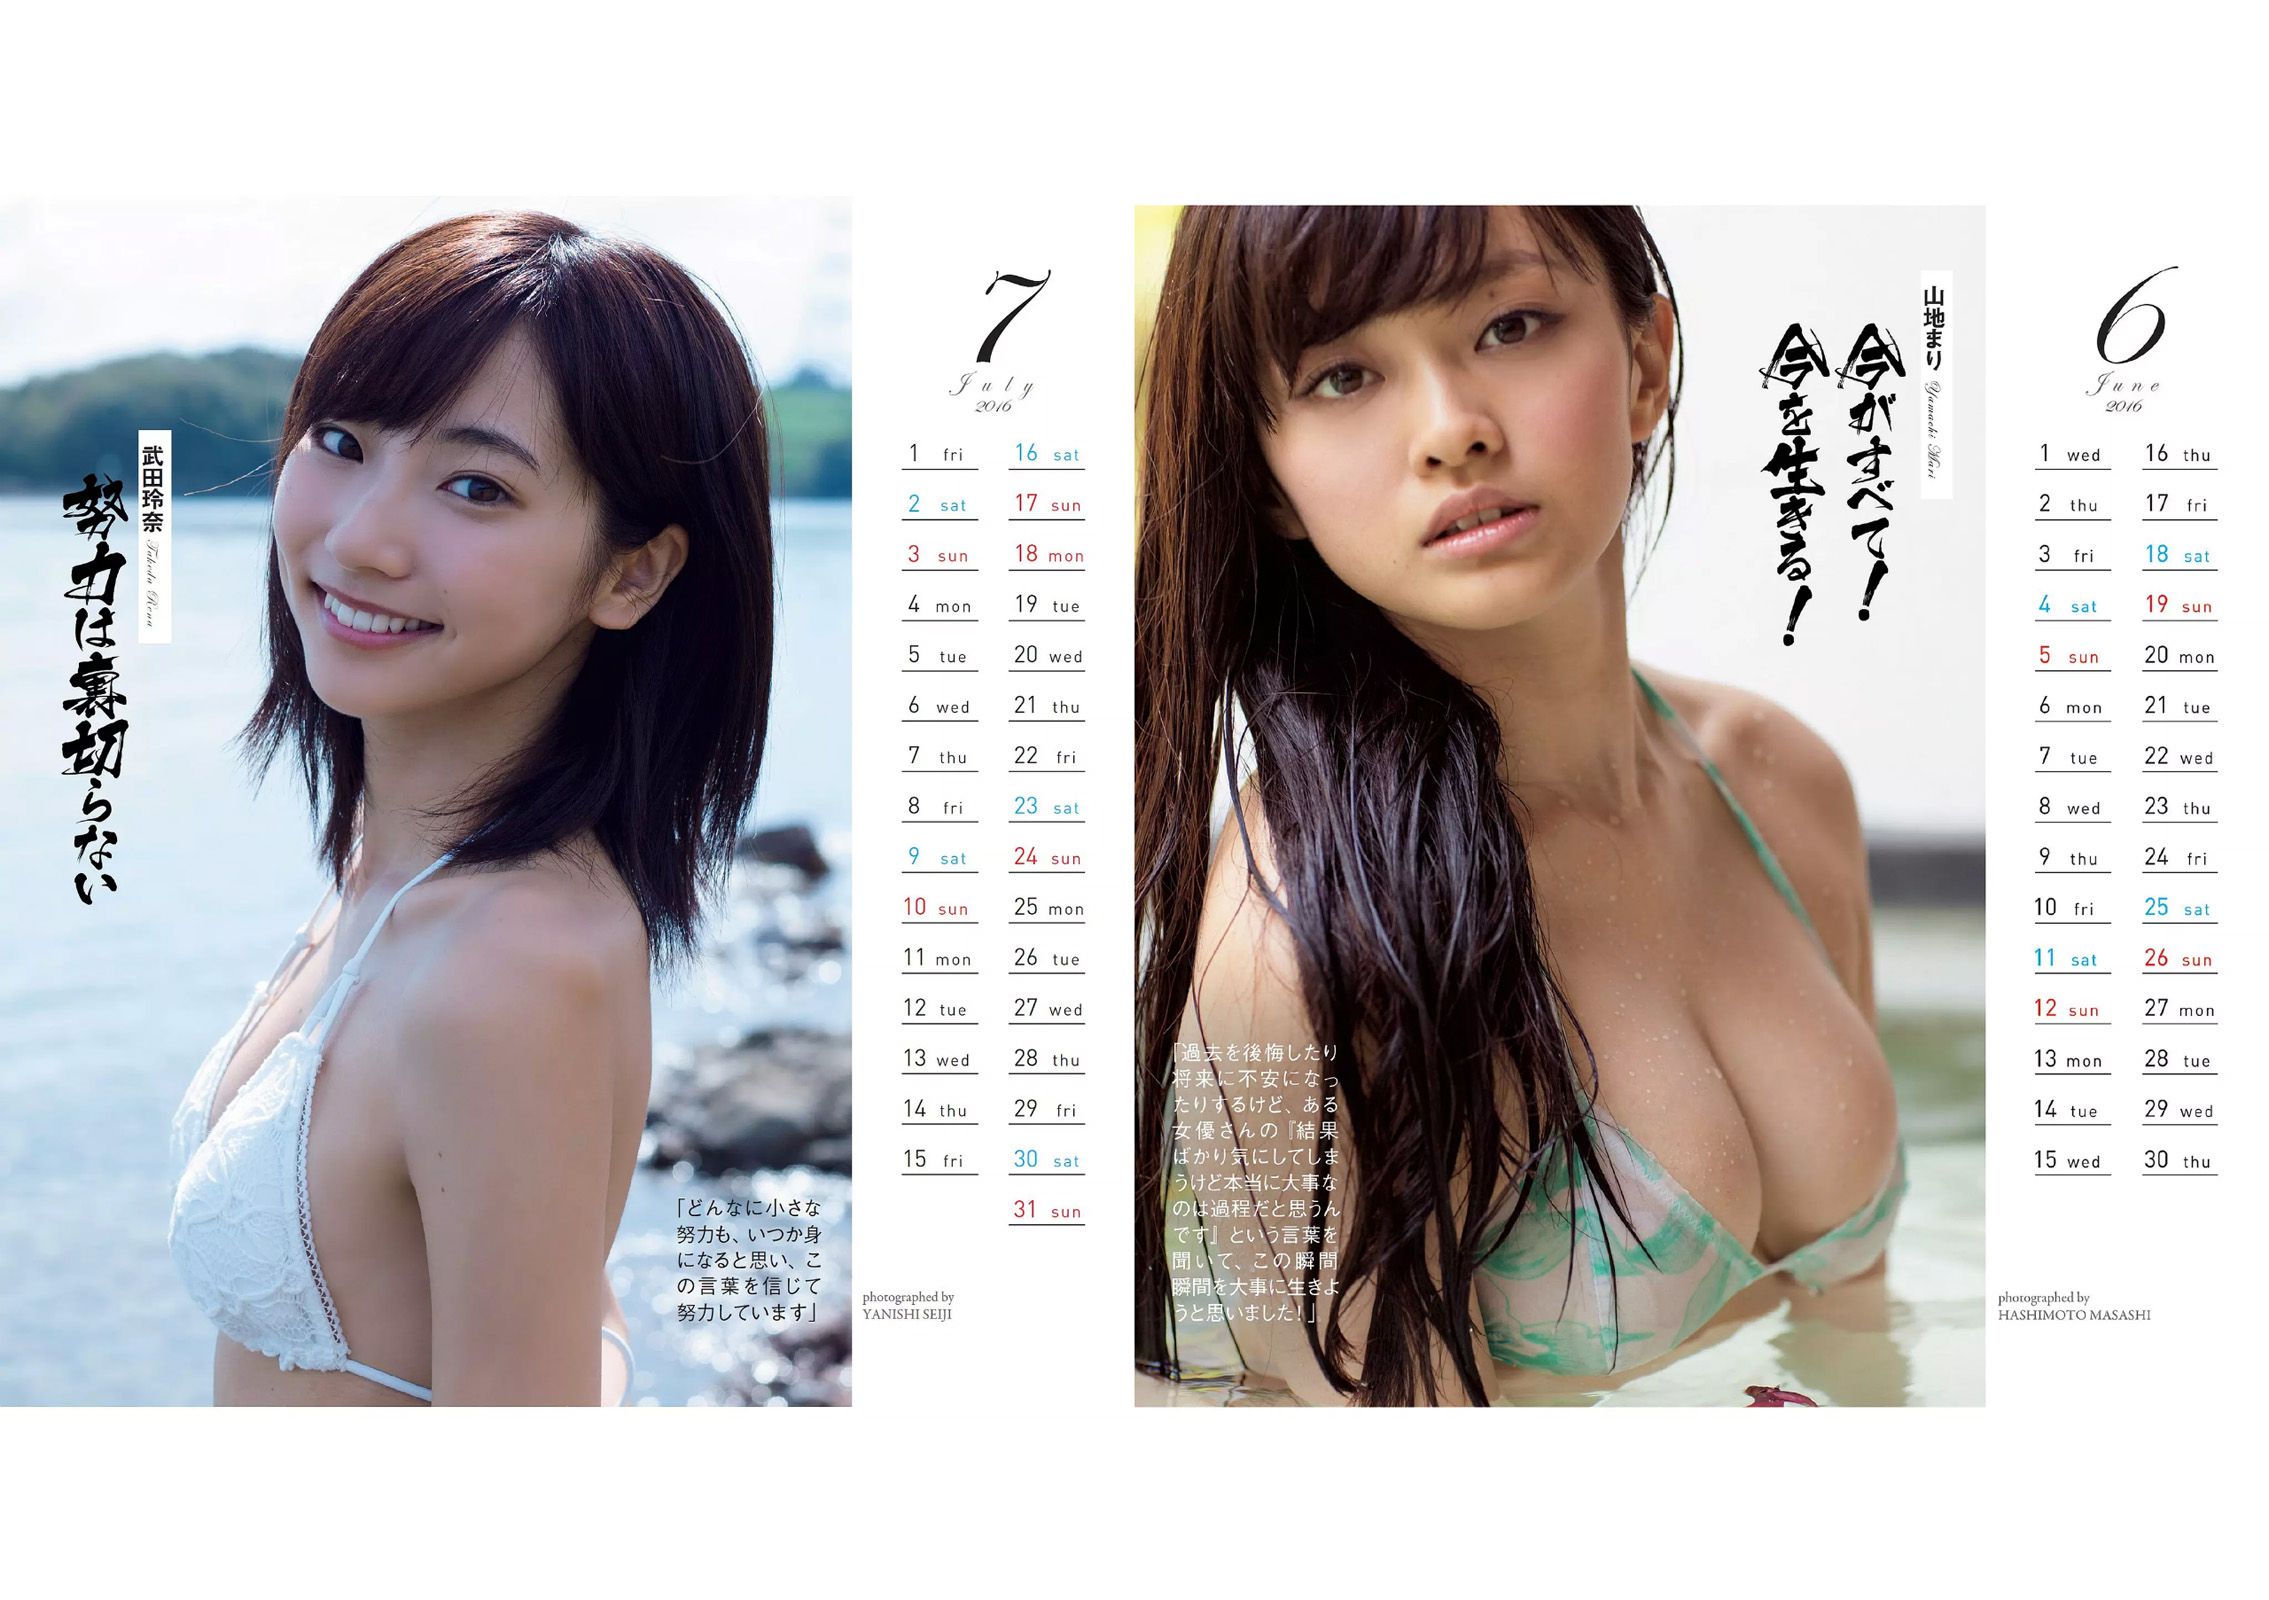 武田玲奈
Takeda Rena
努力は裏切らない
「どんなに小さな
努力も、いつか身
になると思い、こ
の言葉を信じて
努力しています」
7
July
2016
1 fri
2 sat
3 sun
4 mon
5 tue
6 wed
7 thu
8 fri
9 sat
10 sun
11 mon
12 tue
13 wed
14 thu
15 fri
16 sat
17 sun
18 mon
19 tue
20 wed
21 thu
22 fri
23 sat
24 sun
25 mon
26 tue
27 wed
28 thu
29 fri
30 sat
31 sun
photographed by
YANISHI SEIJI
山地まり
Yamachi Mari
今がすべて!
今を生きる!
「過去を後悔したり
将来に不安になっ
たりするけど、ある
女優さんの『結果
ばかり気にしてしま
うけど本当に大事な
のは過程だと思うん
です』という言葉を
聞いて、この瞬間
瞬間を大事に生きよ
うと思いました!」
6
June
2016
1 wed
2 thu
3 fri
4 sat
5 sun
6 mon
7 tue
8 wed
9 thu
10 fri
11 sat
12 sun
13 mon
14 tue
15 wed
16 thu
17 fri
18 sat
19 sun
20 mon
21 tue
22 wed
23 thu
24 fri
25 sat
26 sun
27 mon
28 tue
29 wed
30 thu
photographed by
HASHIMOTO MASASHI